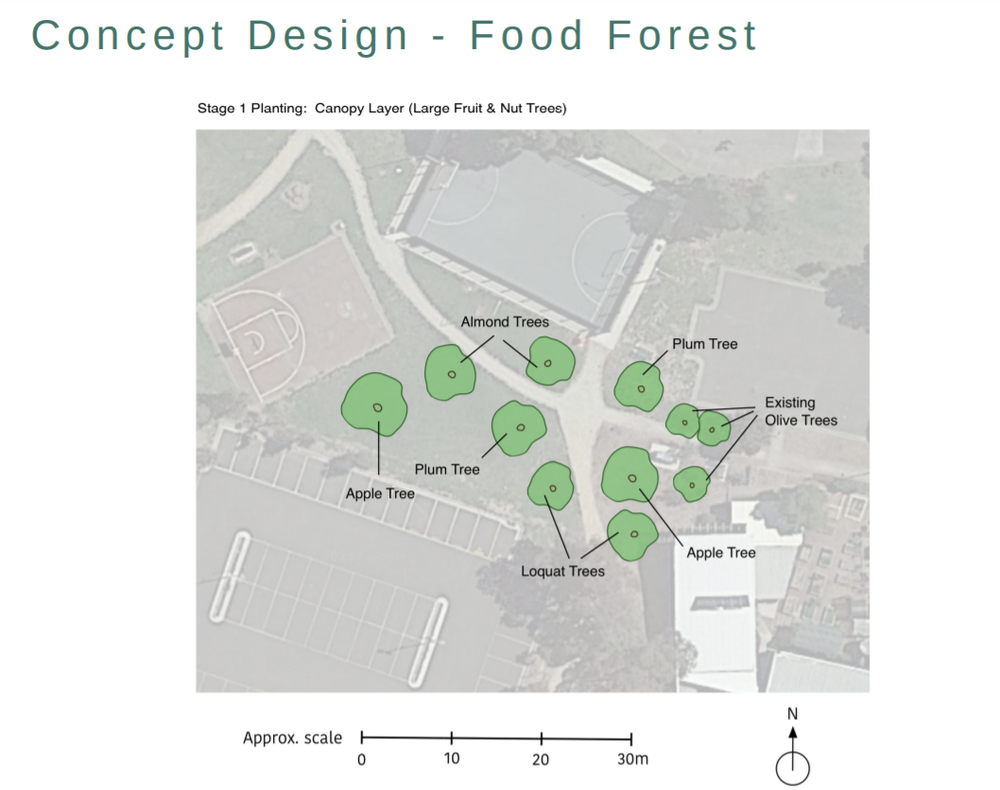 Concept Design - Food Forest
Stage 1 Planting: Canopy Layer (Large Fruit & Nut Trees)
Almond Trees
Plum Tree
Existing
Olive Trees
Plum Tree
Apple Tree
Apple Tree
Loquat Trees
N
Approx. scale
0 10 20 30m